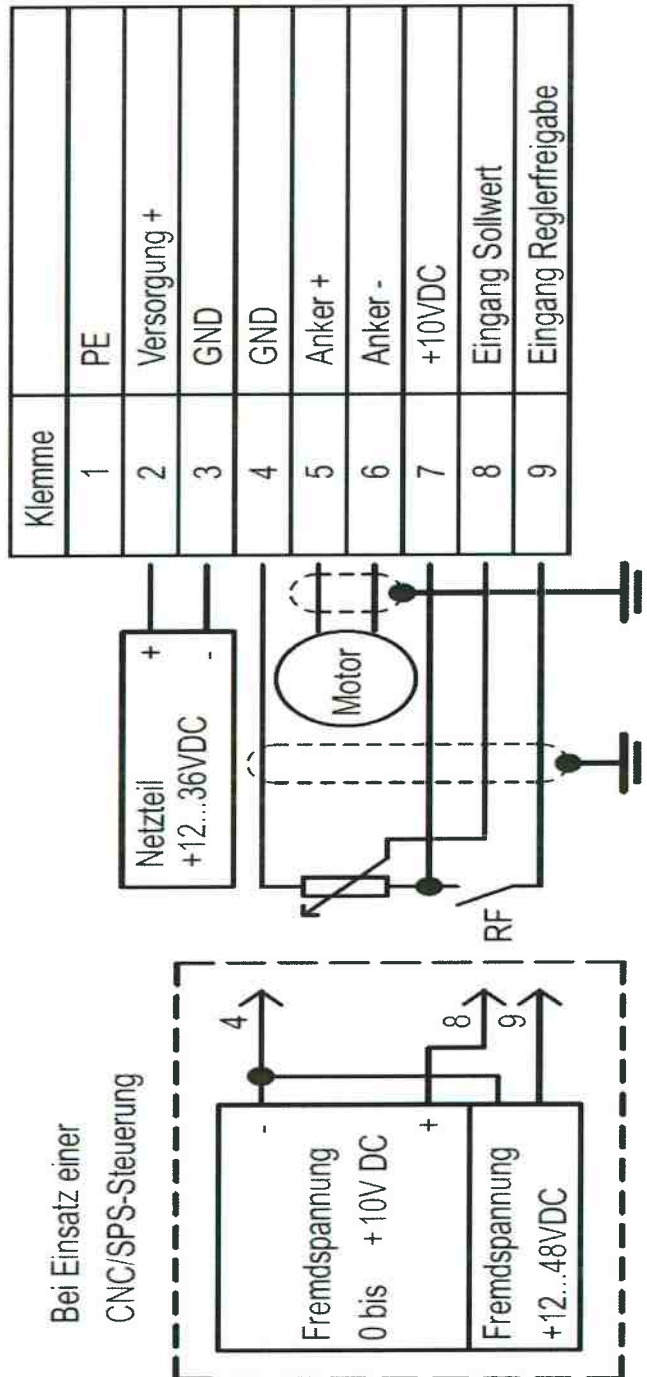 Bei Einsatz einer
CNC/SPS-Steuerung
Fremdspannung
0 bis +10V DC
-
+
Fremdspannung
+12...48VDC
4
8
9
Netzteil
+12...36VDC
+
-
RF
Motor
Klemme
1 PE
2 Versorgung +
3 GND
4 GND
5 Anker +
6 Anker -
7 +10VDC
8 Eingang Sollwert
9 Eingang Reglerfreigabe